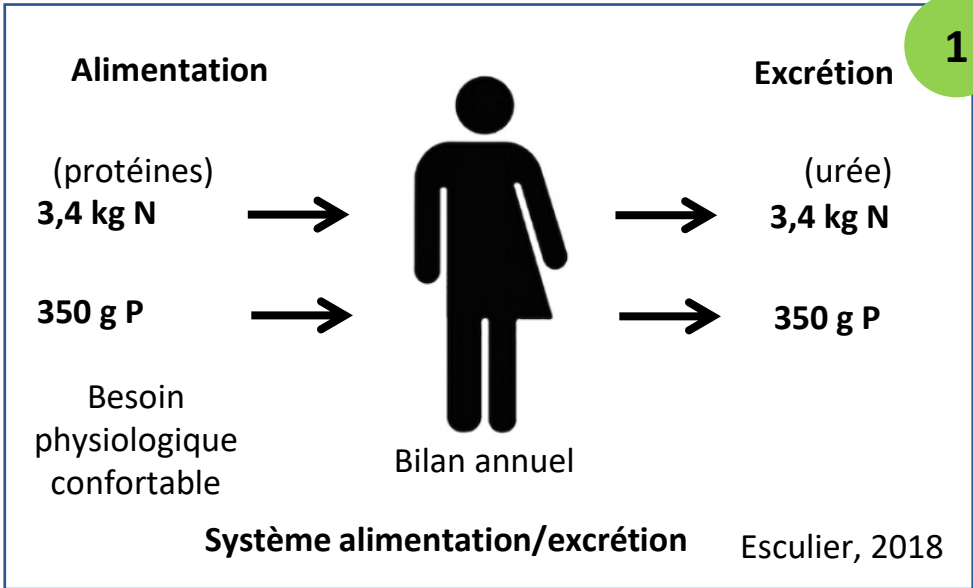 1
Alimentation
Excrétion
(protéines)
3,4 kg N
(urée)
3,4 kg N
350 g P
350 g P
Besoin
physiologique
confortable
Bilan annuel
Système alimentation/excrétion
Esculier, 2018